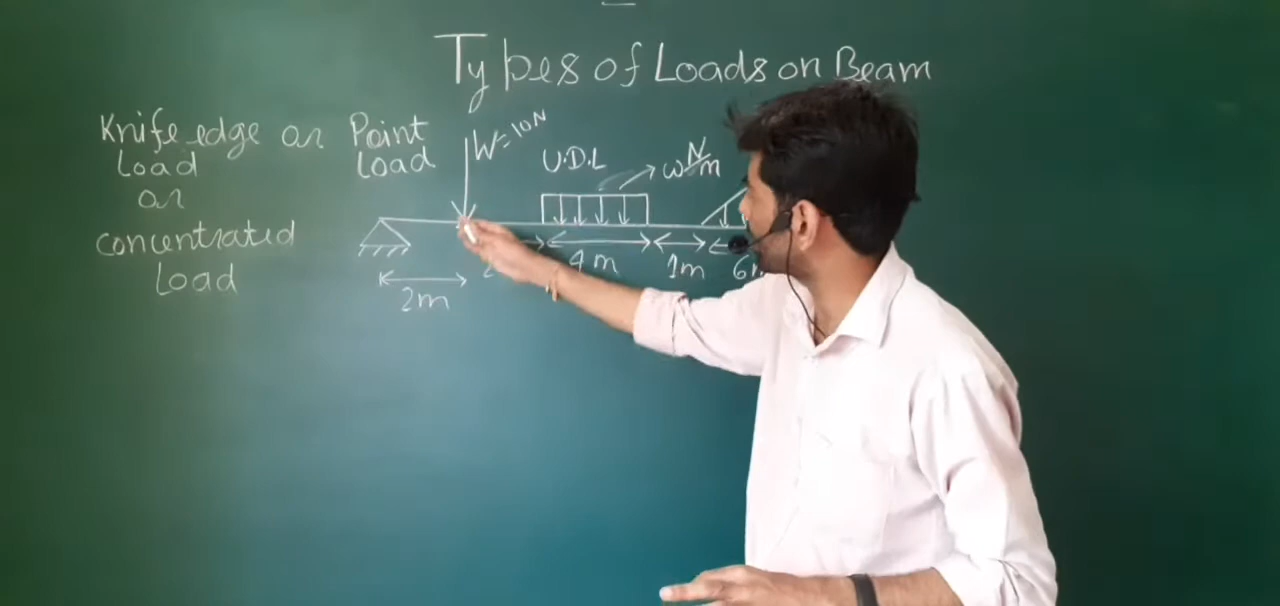 Types of Loads on Beam
Knife edge or Point
Load Load
or
concentrated
Load
W=10N
U.D.L
w N/m
2m
4m
1m